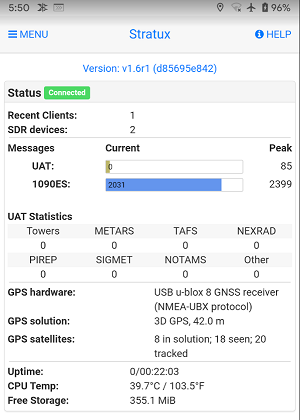 5:50 96%
MENU Stratux HELP
Version: v1.6r1 (d85695e842)
Status Connected
Recent Clients: 1
SDR devices: 2
Messages Current Peak
UAT: 0 85
1090ES: 2031 2399
UAT Statistics
Towers METARS TAFS NEXRAD
0 0 0 0
PIREP SIGMET NOTAMS Other
0 0 0 0
GPS hardware: USB u-blox 8 GNSS receiver
(NMEA-UBX protocol)
GPS solution: 3D GPS, 42.0 m
GPS satellites: 8 in solution; 18 seen; 20
tracked
Uptime: 0/00:22:03
CPU Temp: 39.7°C / 103.5°F
Free Storage: 355.1 MiB